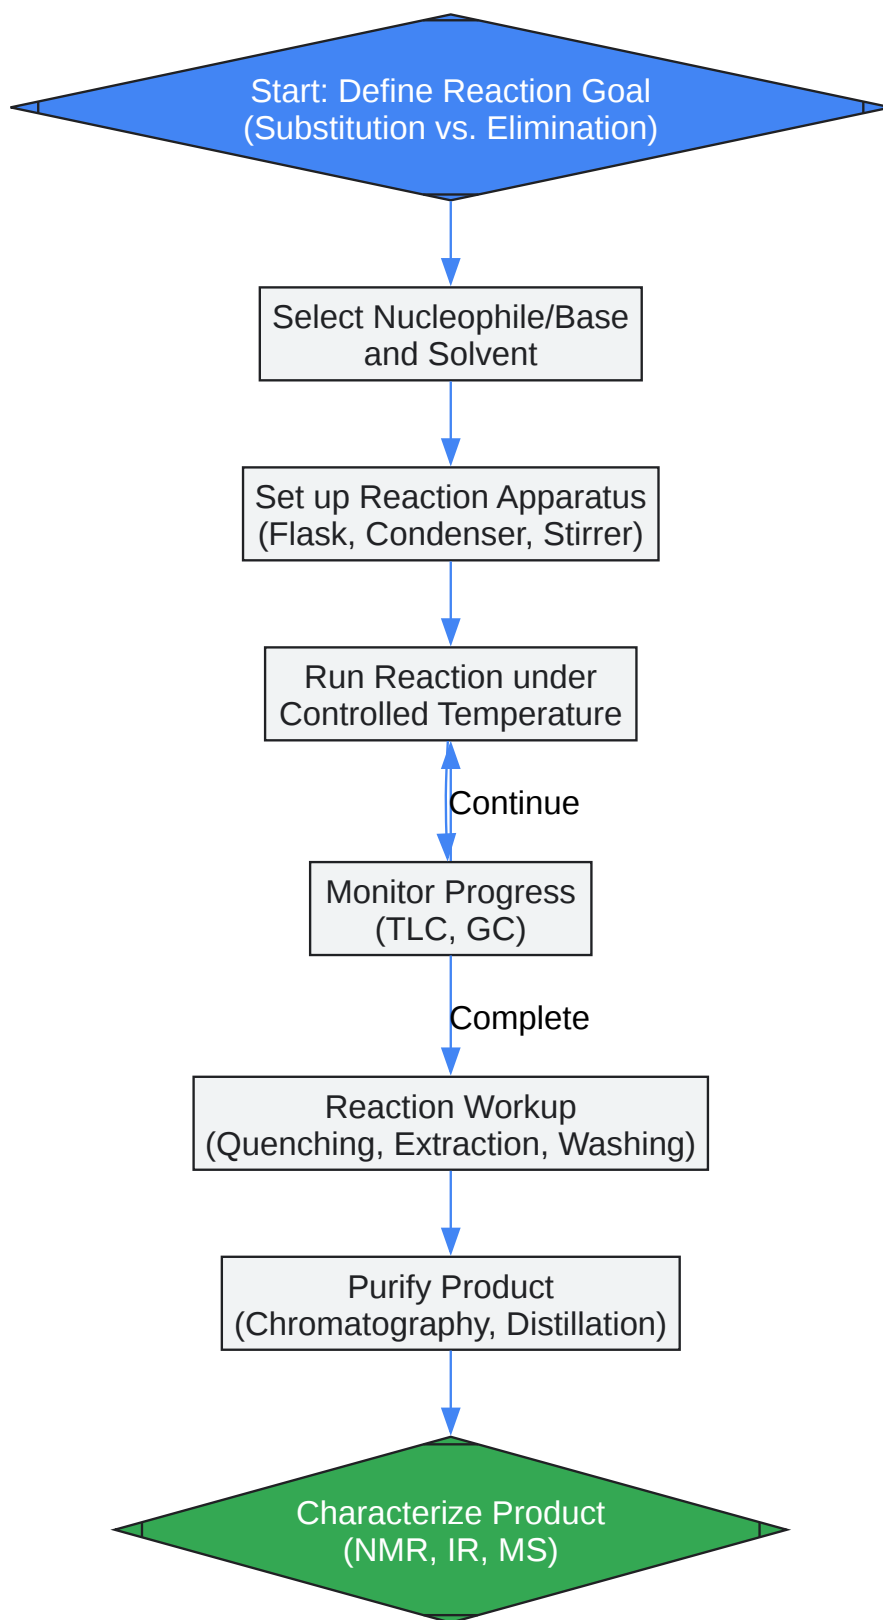 Start: Define Reaction Goal
(Substitution vs. Elimination)
Select Nucleophile/Base
and Solvent
Set up Reaction Apparatus
(Flask, Condenser, Stirrer)
Run Reaction under
Controlled Temperature
Continue
Monitor Progress
(TLC, GC)
Complete
Reaction Workup
(Quenching, Extraction, Washing)
Purify Product
(Chromatography, Distillation)
Characterize Product
(NMR, IR, MS)